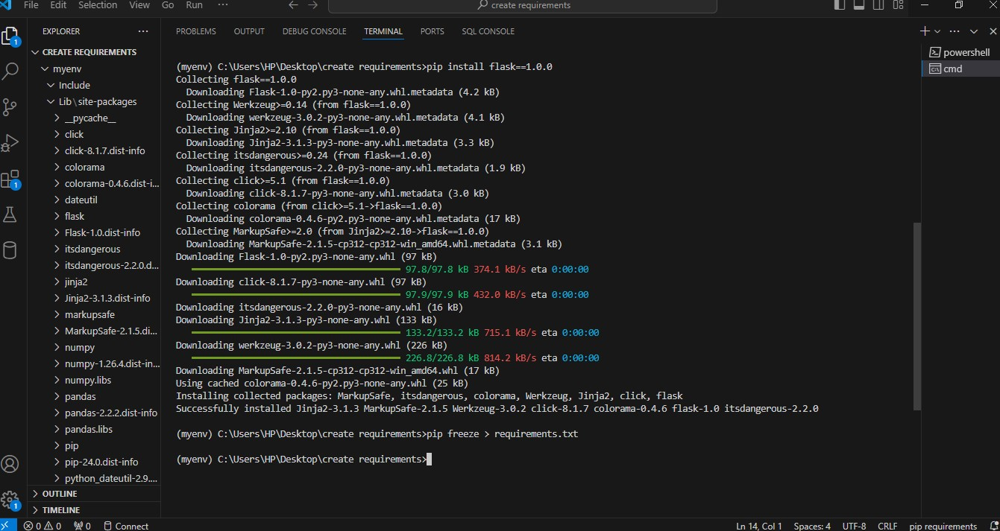 File Edit Selection View Go Run ··· create requirements
EXPLORER ···
CREATE REQUIREMENTS
myenv
Include
Lib\site-packages
__pycache__
click
click-8.1.7.dist-info
colorama
colorama-0.4.6.dist-i...
dateutil
flask
Flask-1.0.dist-info
itsdangerous
itsdangerous-2.2.0.d...
jinja2
Jinja2-3.1.3.dist-info
markupsafe
MarkupSafe-2.1.5.di...
numpy
numpy-1.26.4.dist-in...
numpy.libs
pandas
pandas-2.2.2.dist-info
pandas.libs
pip
pip-24.0.dist-info
python_dateutil-2.9....
OUTLINE
TIMELINE
1
1
1
PROBLEMS OUTPUT DEBUG CONSOLE TERMINAL PORTS SQL CONSOLE
(myenv) C:\Users\HP\Desktop\create requirements>pip install flask==1.0.0
Collecting flask==1.0.0
Downloading Flask-1.0-py2.py3-none-any.whl.metadata (4.2 kB)
Collecting Werkzeug>=0.14 (from flask==1.0.0)
Downloading werkzeug-3.0.2-py3-none-any.whl.metadata (4.1 kB)
Collecting Jinja2>=2.10 (from flask==1.0.0)
Downloading Jinja2-3.1.3-py3-none-any.whl.metadata (3.3 kB)
Collecting itsdangerous>=0.24 (from flask==1.0.0)
Downloading itsdangerous-2.2.0-py3-none-any.whl.metadata (1.9 kB)
Collecting click>=5.1 (from flask==1.0.0)
Downloading click-8.1.7-py3-none-any.whl.metadata (3.0 kB)
Collecting colorama (from click>=5.1->flask==1.0.0)
Downloading colorama-0.4.6-py2.py3-none-any.whl.metadata (17 kB)
Collecting MarkupSafe>=2.0 (from Jinja2>=2.10->flask==1.0.0)
Downloading MarkupSafe-2.1.5-cp312-cp312-win_amd64.whl.metadata (3.1 kB)
Downloading Flask-1.0-py2.py3-none-any.whl (97 kB)
97.8/97.8 kB 374.1 kB/s eta 0:00:00
Downloading click-8.1.7-py3-none-any.whl (97 kB)
97.9/97.9 kB 432.0 kB/s eta 0:00:00
Downloading itsdangerous-2.2.0-py3-none-any.whl (16 kB)
Downloading Jinja2-3.1.3-py3-none-any.whl (133 kB)
133.2/133.2 kB 715.1 kB/s eta 0:00:00
Downloading werkzeug-3.0.2-py3-none-any.whl (226 kB)
226.8/226.8 kB 814.2 kB/s eta 0:00:00
Downloading MarkupSafe-2.1.5-cp312-cp312-win_amd64.whl (17 kB)
Using cached colorama-0.4.6-py2.py3-none-any.whl (25 kB)
Installing collected packages: MarkupSafe, itsdangerous, colorama, Werkzeug, Jinja2, click, flask
Successfully installed Jinja2-3.1.3 MarkupSafe-2.1.5 Werkzeug-3.0.2 click-8.1.7 colorama-0.4.6 flask-1.0 itsdangerous-2.2.0
(myenv) C:\Users\HP\Desktop\create requirements>pip freeze > requirements.txt
(myenv) C:\Users\HP\Desktop\create requirements>
powershell
cmd
0 0 0 Connect Ln 14, Col 1 Spaces: 4 UTF-8 CRLF pip requirements